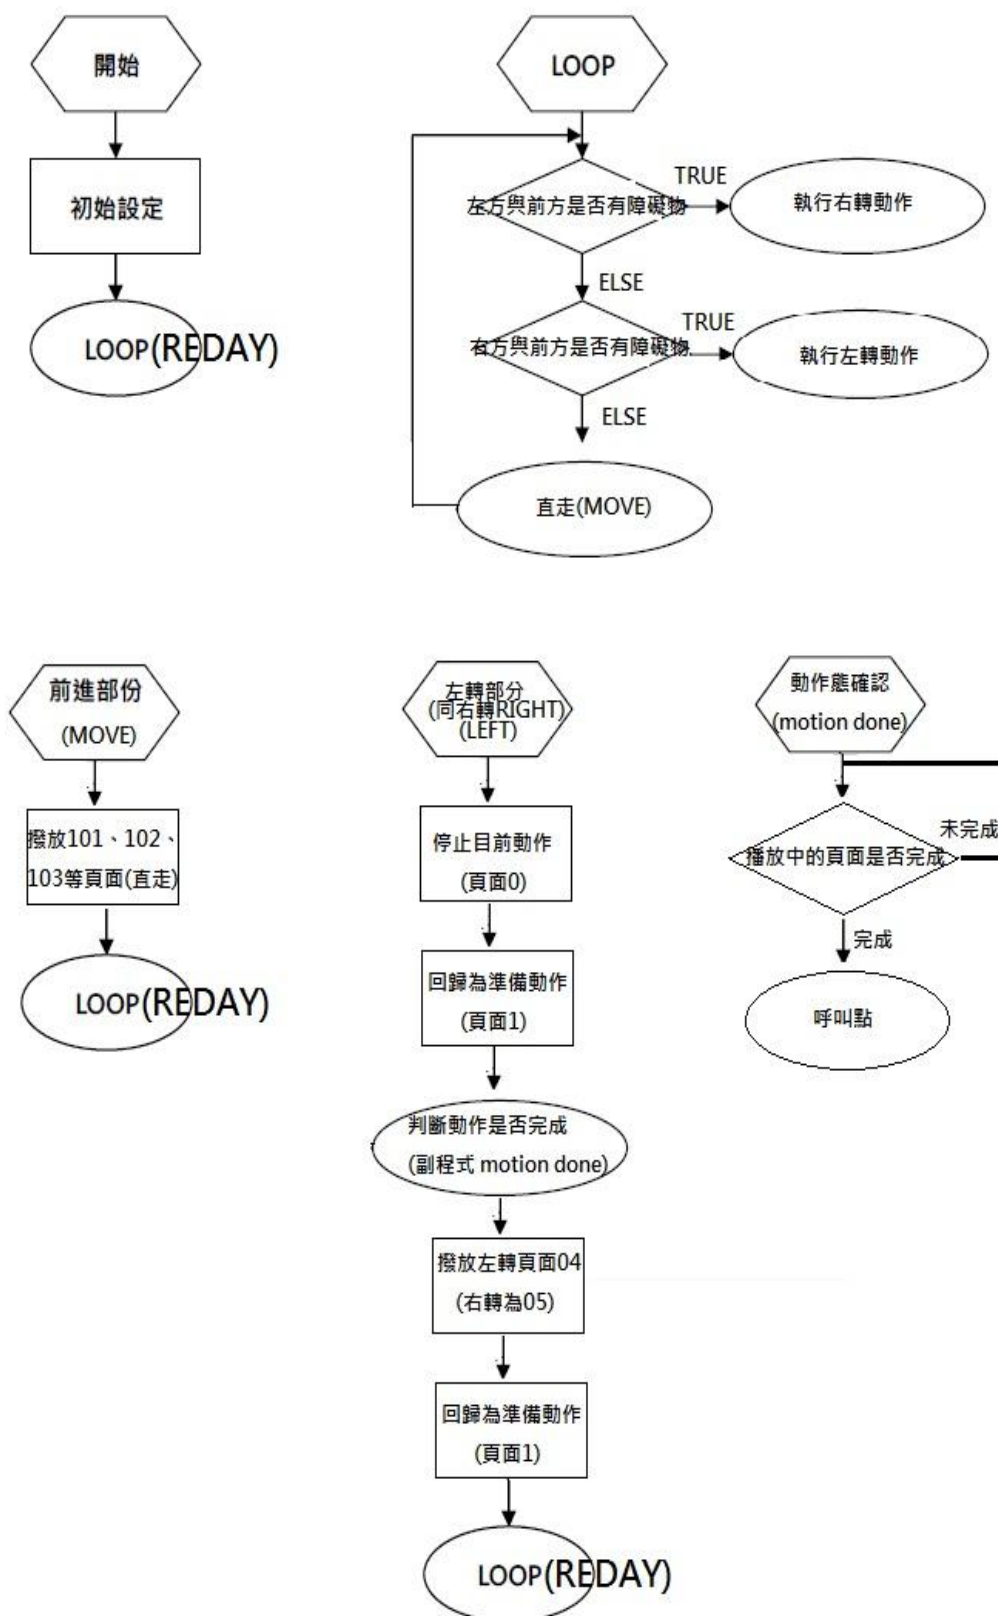 開始
初始設定
LOOP(REDAY)
LOOP
左方與前方是否有障礙物
TRUE
執行右轉動作
ELSE
右方與前方是否有障礙物
TRUE
執行左轉動作
ELSE
直走(MOVE)
前進部份
(MOVE)
撥放101、102、
103等頁面(直走)
LOOP(REDAY)
左轉部分
(同右轉RIGHT)
(LEFT)
停止目前動作
(頁面0)
回歸為準備動作
(頁面1)
判斷動作是否完成
(副程式 motion done)
撥放左轉頁面04
(右轉為05)
回歸為準備動作
(頁面1)
LOOP(REDAY)
動作態確認
(motion done)
播放中的頁面是否完成
未完成
完成
呼叫點